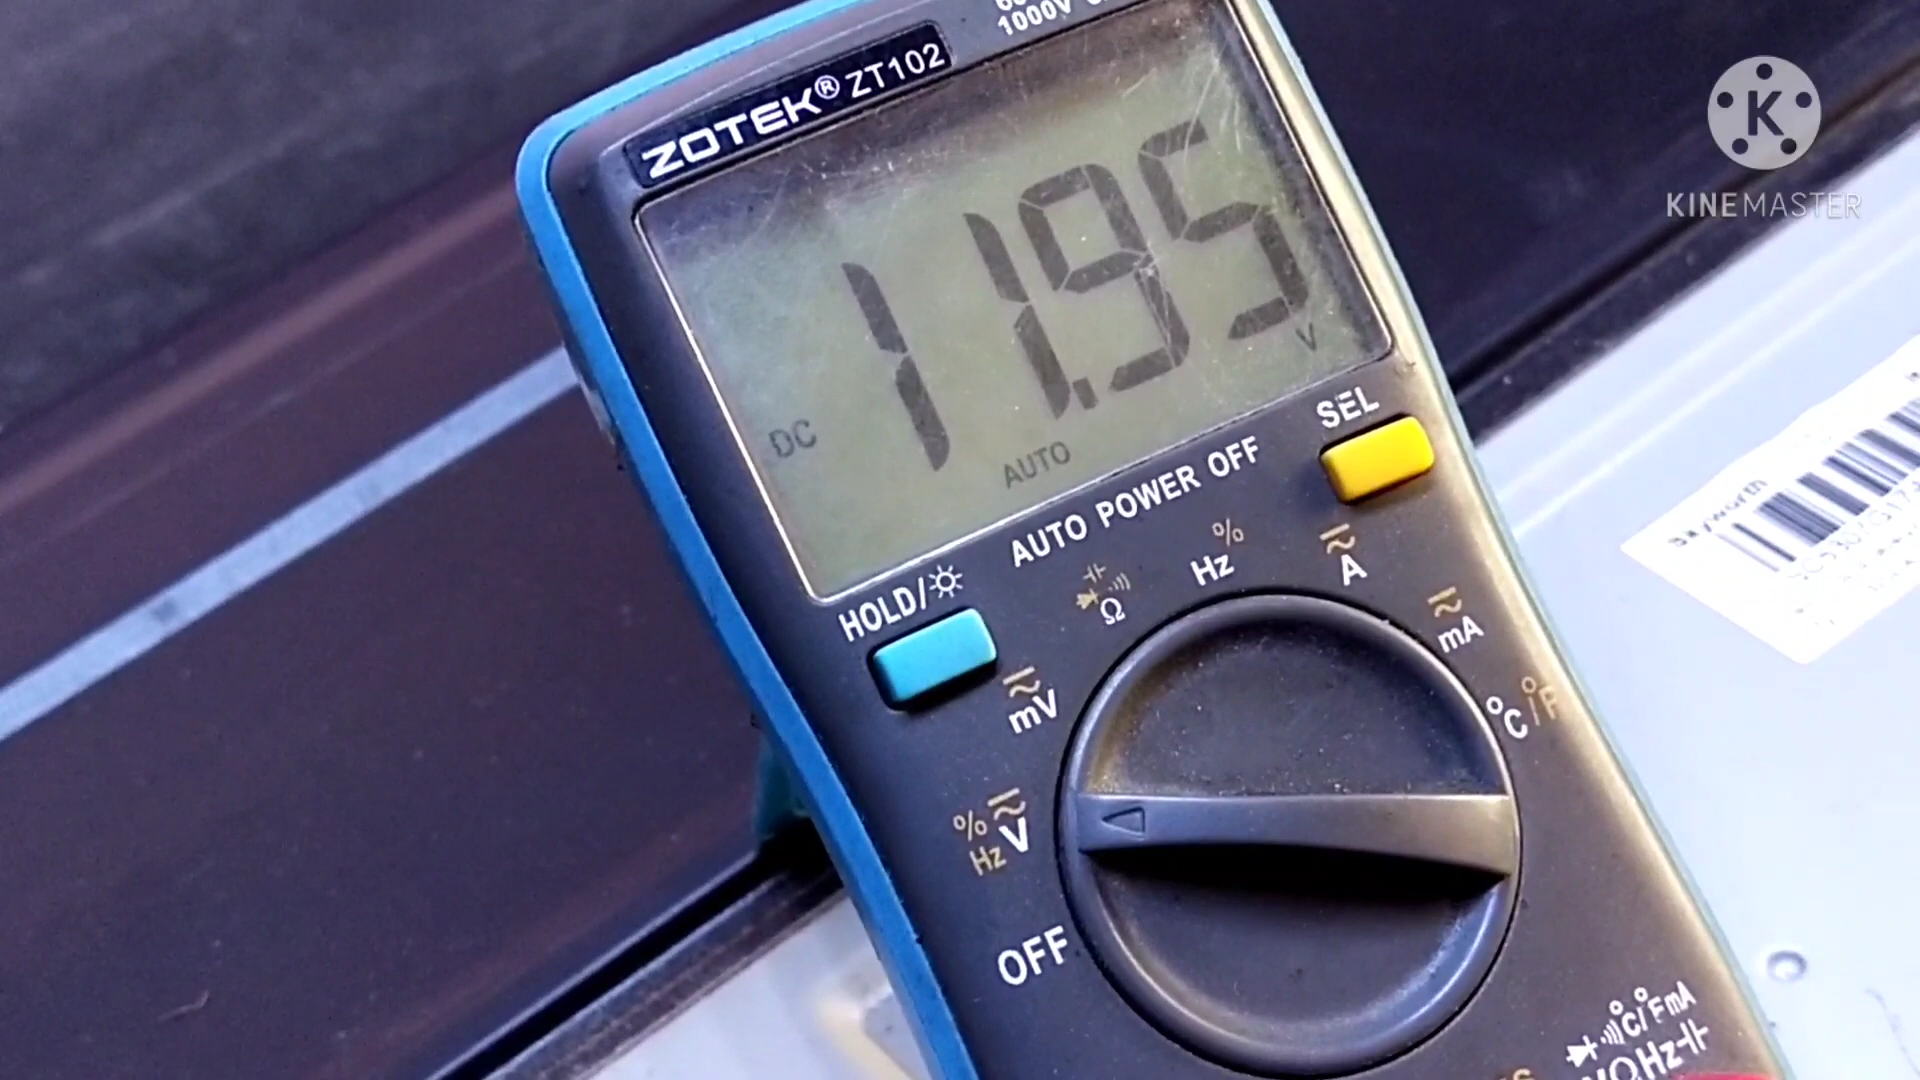 1000V
ZOTEK® ZT102
K
KINEMASTER
11.95
V
DC
AUTO
SEL
AUTO POWER OFF
HOLD/
%
Hz
A
mA
Ω
mV
°C/°F
% V
Hz
OFF
°C/°F mA
VΩHz